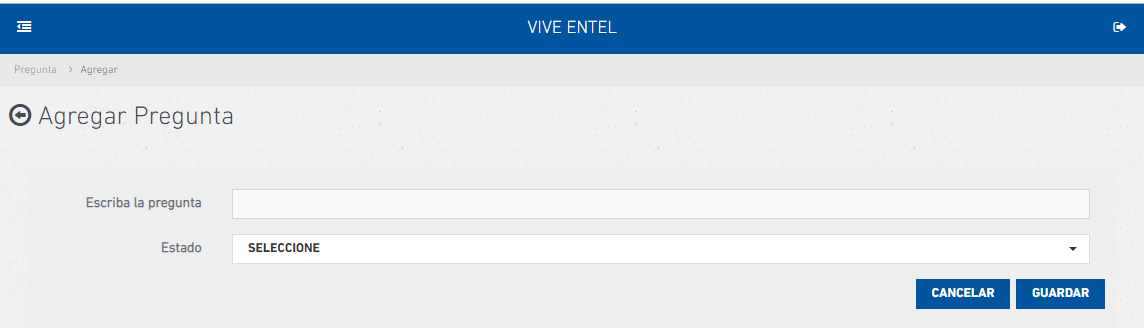 VIVE ENTEL
Pregunta > Agregar
Agregar Pregunta
Escriba la pregunta
Estado SELECCIONE
CANCELAR GUARDAR